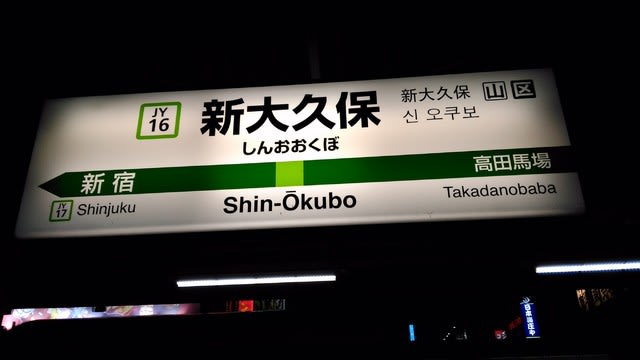 JY
16
新大久保
しんおおくぼ
新大久保 山 区
신 오쿠보
新宿
高田馬場
JY
17
Shinjuku
Shin-Ōkubo
Takadanobaba